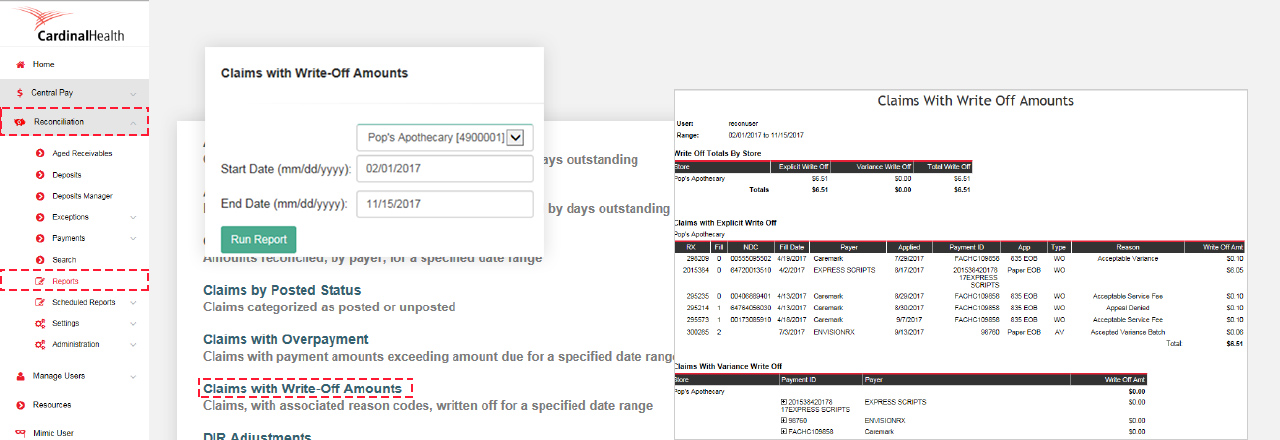 CardinalHealth
Home
Central Pay
Reconciliation
Aged Receivables
Deposits
Deposits Manager
Exceptions
Payments
Search
Reports
Scheduled Reports
Settings
Administration
Manage Users
Resources
Mimic User
Claims with Write-Off Amounts
Pop's Apothecary [4900001]
Start Date (mm/dd/yyyy): 02/01/2017
End Date (mm/dd/yyyy): 11/15/2017
Run Report
days outstanding
by days outstanding
Amounts reconciled, by payer, for a specified date range
Claims by Posted Status
Claims categorized as posted or unposted
Claims with Overpayment
Claims with payment amounts exceeding amount due for a specified date range
Claims with Write-Off Amounts
Claims, with associated reason codes, written off for a specified date range
DIR Adjustments
Claims With Write Off Amounts
User: reconuser
Range: 02/01/2017 to 11/15/2017
Write Off Totals By Store
Store Explicit Write Off Variance Write Off Total Write Off
Pop's Apothecary $6.51 $0.00 $6.51
Totals $6.51 $0.00 $6.51
Claims with Explicit Write Off
Pop's Apothecary
RX Fill NDC Fill Date Payer Applied Payment ID App Type Reason Write Off Amt
298209 0 00555095502 4/19/2017 Caremark 7/29/2017 FACHC109858 835 EOB WO Acceptable Variance $0.10
2015384 0 64720013510 4/2/2017 EXPRESS SCRIPTS 8/17/2017 201538420178 Paper EOB WO $6.05
17EXPRESS
SCRIPTS
295235 0 00406889401 4/13/2017 Caremark 8/29/2017 FACHC109858 835 EOB WO Acceptable Service Fee $0.10
295214 1 64764056030 4/13/2017 Caremark 8/30/2017 FACHC109858 835 EOB WO Appeal Denied $0.10
295573 1 00173085910 4/18/2017 Caremark 9/7/2017 FACHC109858 835 EOB WO Acceptable Service Fee $0.10
300265 2 7/3/2017 ENVISIONRX 9/13/2017 98760 Paper EOB AV Accepted Variance Batch $0.06
Total $6.51
Claims With Variance Write Off
Store Payment ID Payer Write Off Amt
Pop's Apothecary $0.00
201538420178 EXPRESS SCRIPTS $0.00
17EXPRESS SCRIPTS
98760 ENVISIONRX $0.00
FACHC109858 Caremark $0.00